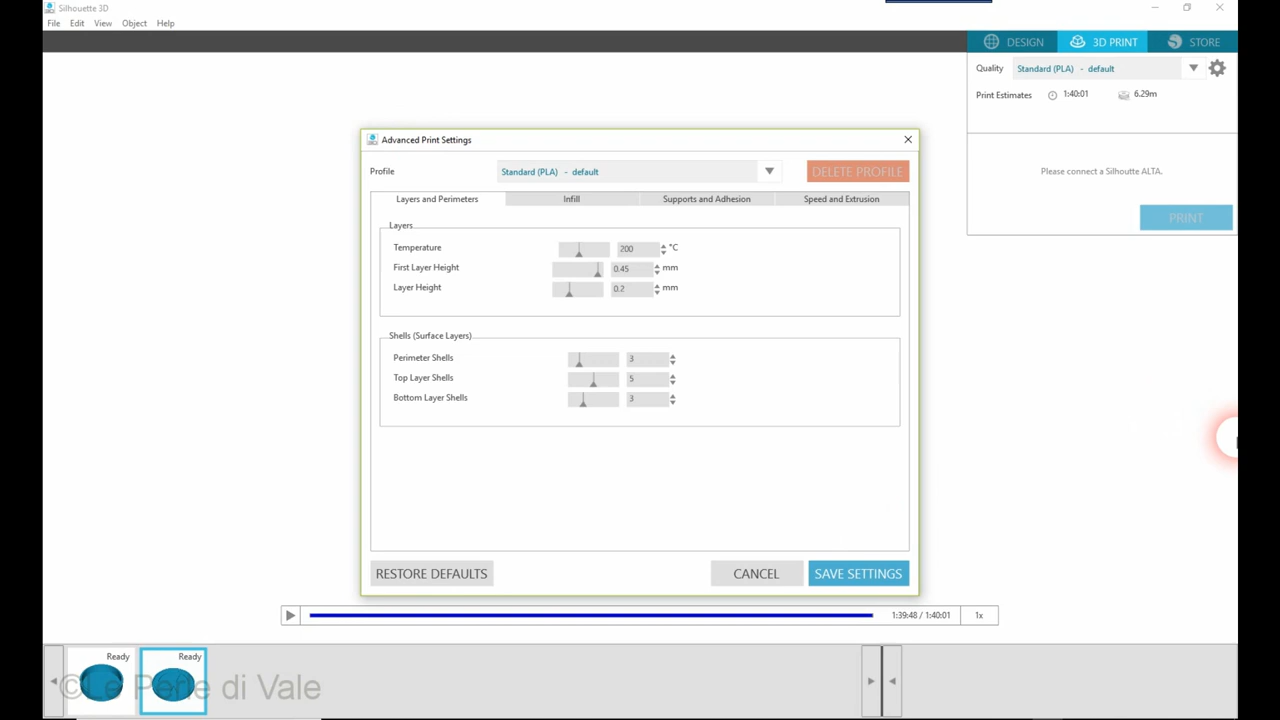 Silhouette 3D
File Edit View Object Help
DESIGN 3D PRINT STORE
Quality Standard (PLA) - default
Print Estimates 1:40:01 6.29m
Please connect a Silhoutte ALTA.
PRINT
Advanced Print Settings
Profile Standard (PLA) - default DELETE PROFILE
Layers and Perimeters Infill Supports and Adhesion Speed and Extrusion
Layers
Temperature 200 °C
First Layer Height 0.45 mm
Layer Height 0.2 mm
Shells (Surface Layers)
Perimeter Shells 3
Top Layer Shells 5
Bottom Layer Shells 3
RESTORE DEFAULTS CANCEL SAVE SETTINGS
1:39:48 / 1:40:01 1x
Ready Ready
©Le Perle di Vale